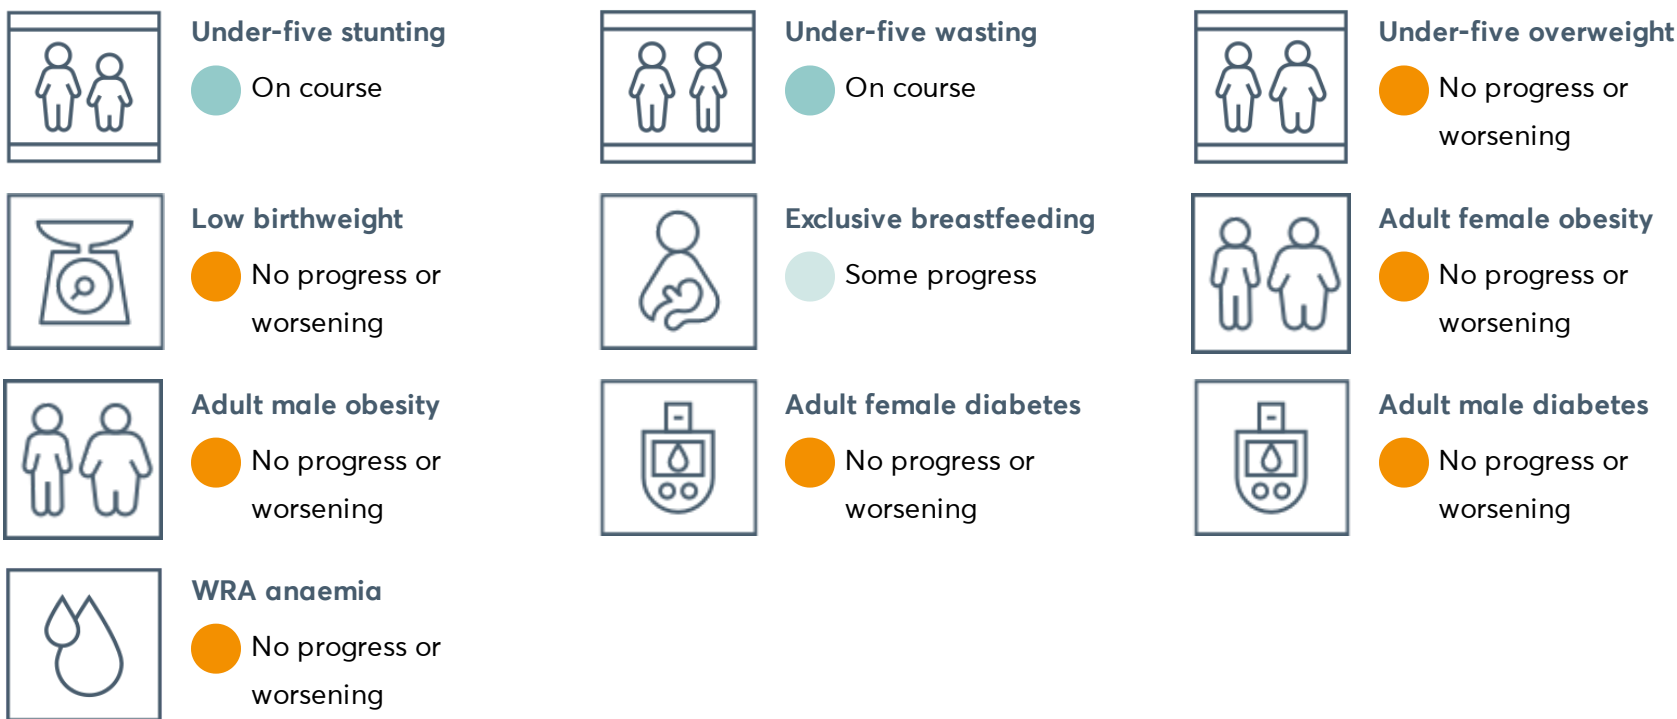 Under-five stunting
On course
Under-five wasting
On course
Under-five overweight
No progress or
worsening
Low birthweight
No progress or
worsening
Exclusive breastfeeding
Some progress
Adult female obesity
No progress or
worsening
Adult male obesity
No progress or
worsening
Adult female diabetes
No progress or
worsening
Adult male diabetes
No progress or
worsening
WRA anaemia
No progress or
worsening